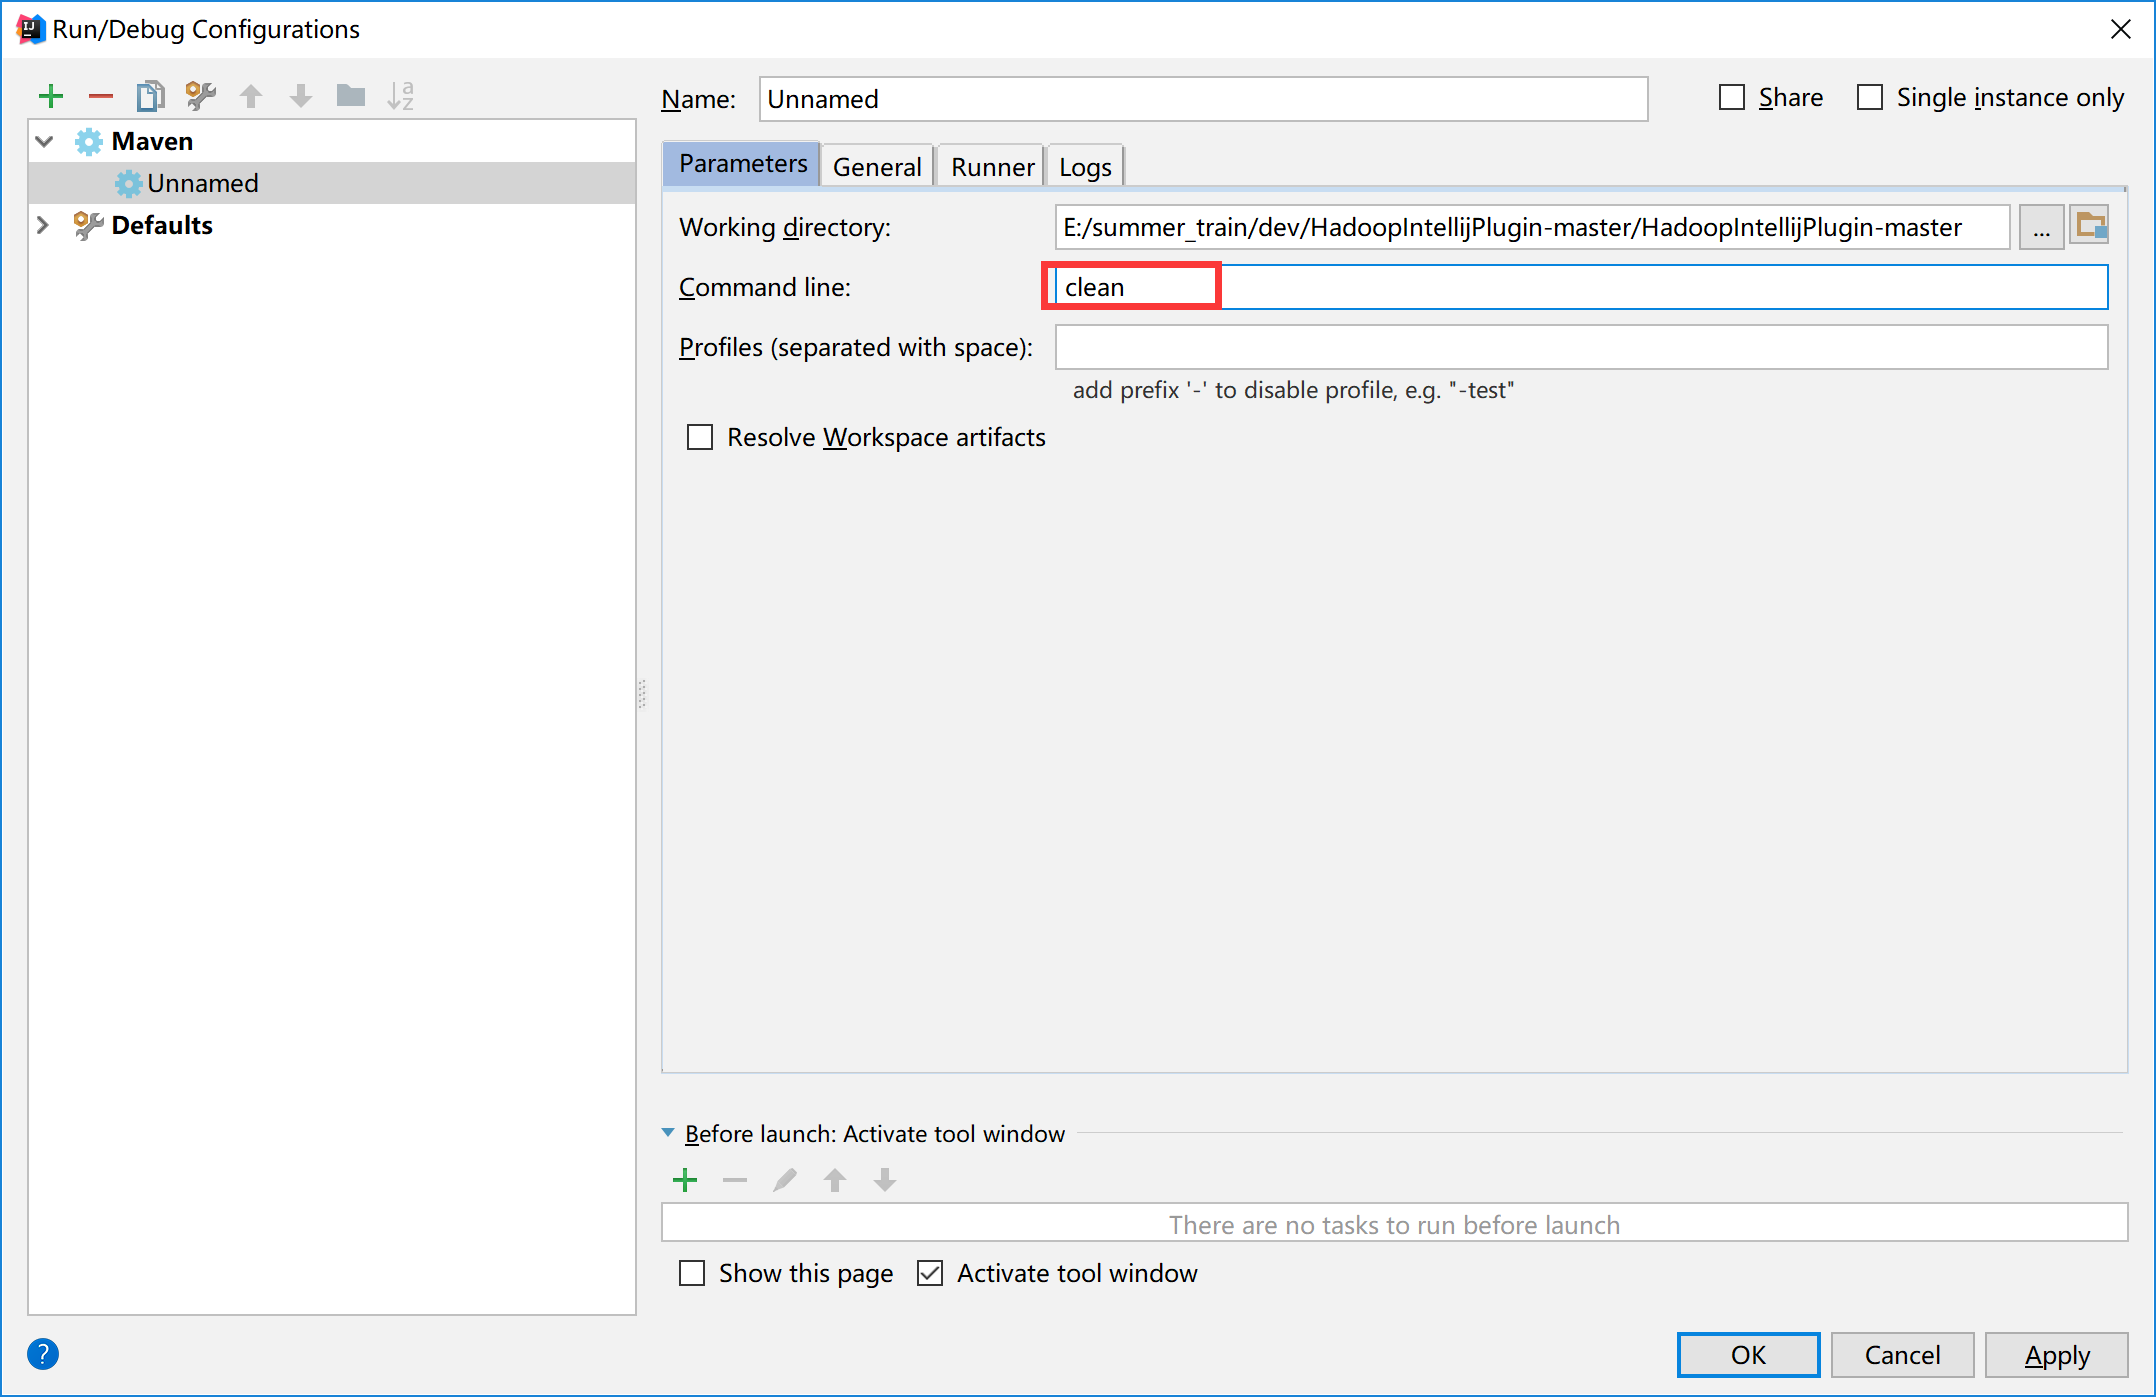 Run/Debug Configurations
Name: Unnamed
Share
Single instance only
Maven
Unnamed
Defaults
Parameters
General
Runner
Logs
Working directory: E:/summer_train/dev/HadoopIntellijPlugin-master/HadoopIntellijPlugin-master ...
Command line: clean
Profiles (separated with space):
add prefix '-' to disable profile, e.g. "-test"
Resolve Workspace artifacts
Before launch: Activate tool window
There are no tasks to run before launch
Show this page
Activate tool window
?
OK
Cancel
Apply